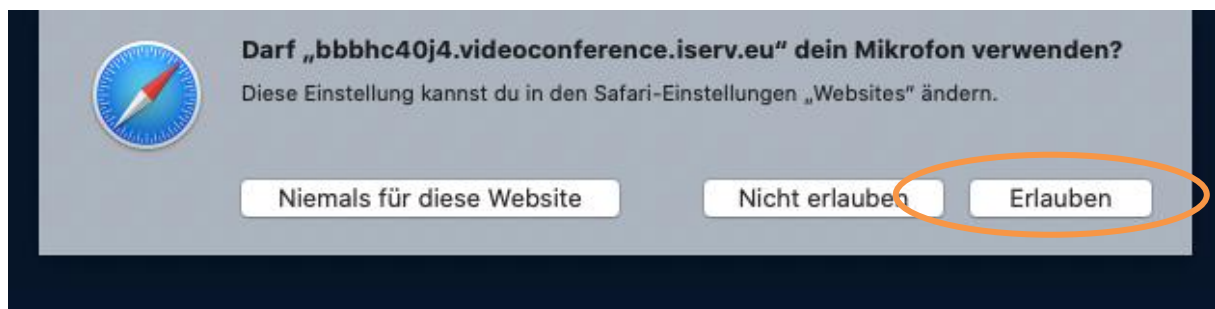 Darf „bbbhc40j4.videoconference.iserv.eu“ dein Mikrofon verwenden?
Diese Einstellung kannst du in den Safari-Einstellungen „Websites“ ändern.
Niemals für diese Website Nicht erlauben Erlauben